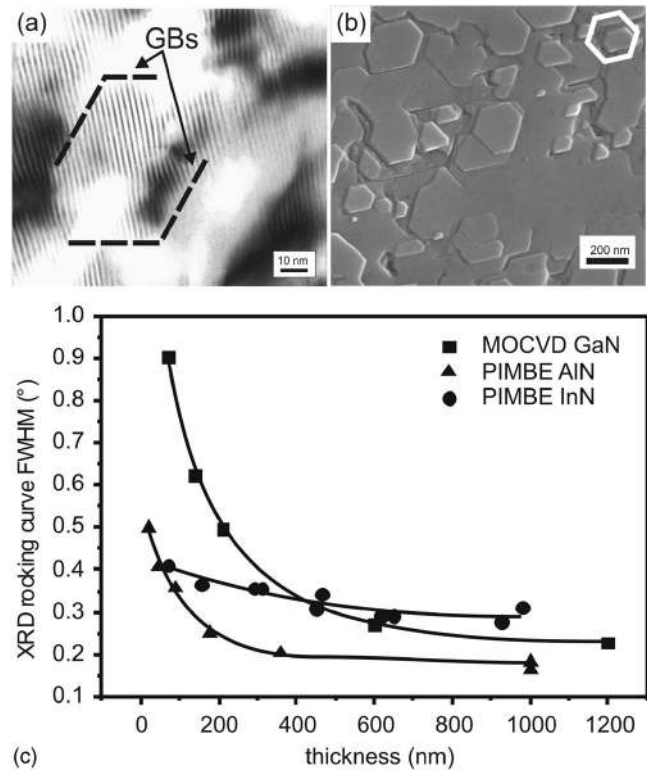 (a)
GBs
10 nm
(b)
200 nm
XRD rocking curve FWHM (°)
1.0
0.9
0.8
0.7
0.6
0.5
0.4
0.3
0.2
0.1
MOCVD GaN
PIMBE AlN
PIMBE InN
0
200
400
600
800
1000
1200
(c)
thickness (nm)